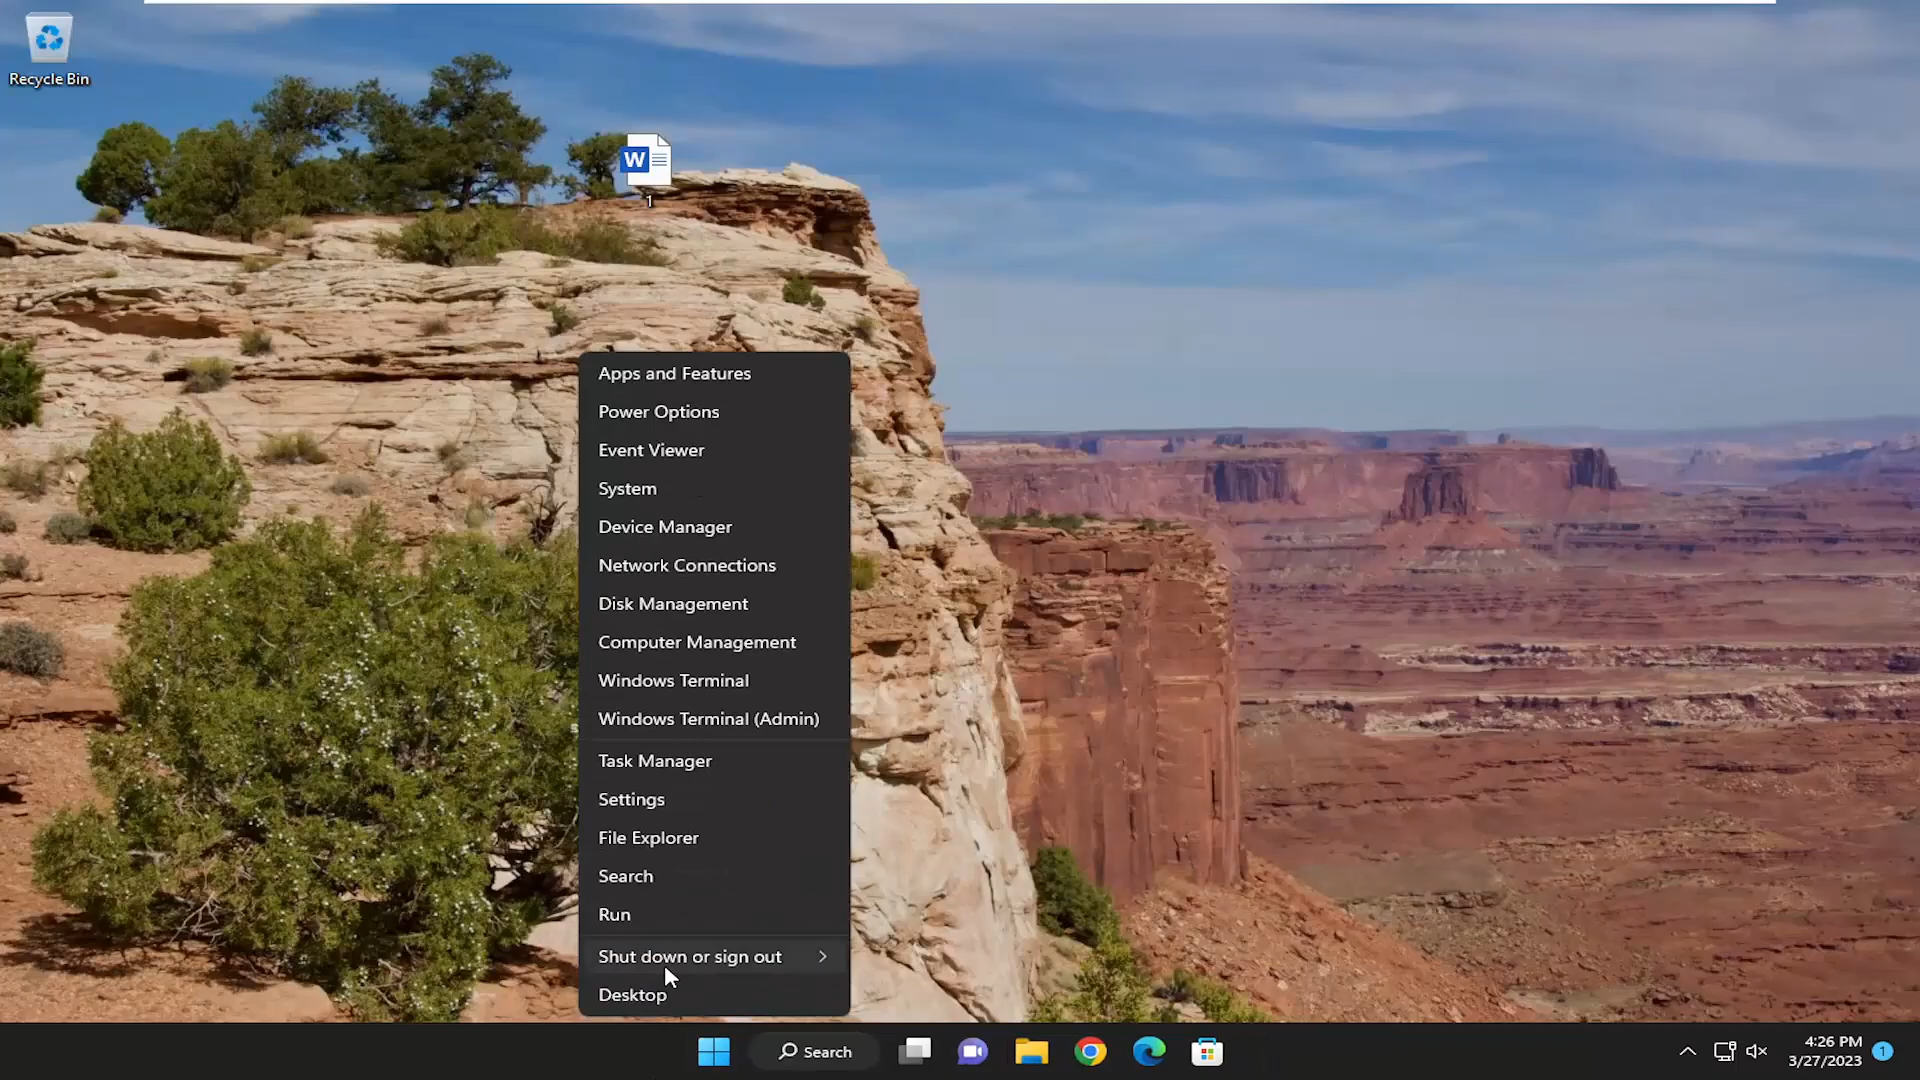 Recycle Bin
W
1
Apps and Features
Power Options
Event Viewer
System
Device Manager
Network Connections
Disk Management
Computer Management
Windows Terminal
Windows Terminal (Admin)
Task Manager
Settings
File Explorer
Search
Run
Shut down or sign out
Desktop
Search
4:26 PM
3/27/2023
1